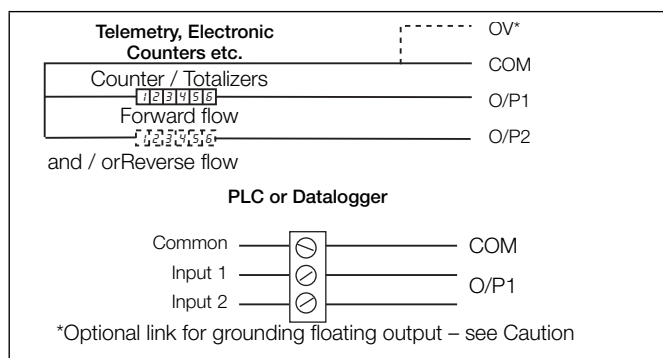 Telemetry, Electronic
Counters etc.
OV*
COM
Counter / Totalizers
123456
O/P1
Forward flow
123456
O/P2
and / orReverse flow
PLC or Datalogger
Common
COM
Input 1
O/P1
Input 2
*Optional link for grounding floating output – see Caution